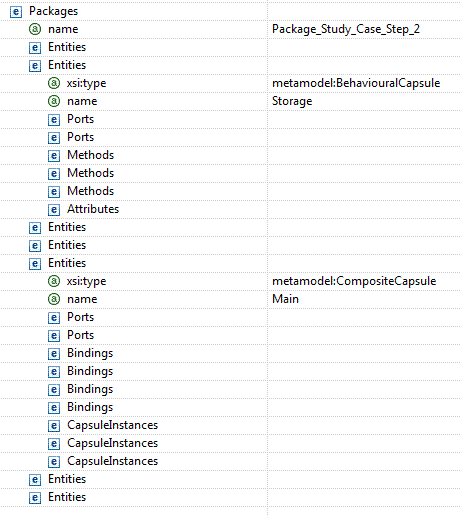 e Packages
a name Package_Study_Case_Step_2
e Entities
e Entities
a xsi:type metamodel:BehaviouralCapsule
a name Storage
e Ports
e Ports
e Methods
e Methods
e Methods
e Attributes
e Entities
e Entities
e Entities
a xsi:type metamodel:CompositeCapsule
a name Main
e Ports
e Ports
e Bindings
e Bindings
e Bindings
e Bindings
e CapsuleInstances
e CapsuleInstances
e CapsuleInstances
e Entities
e Entities